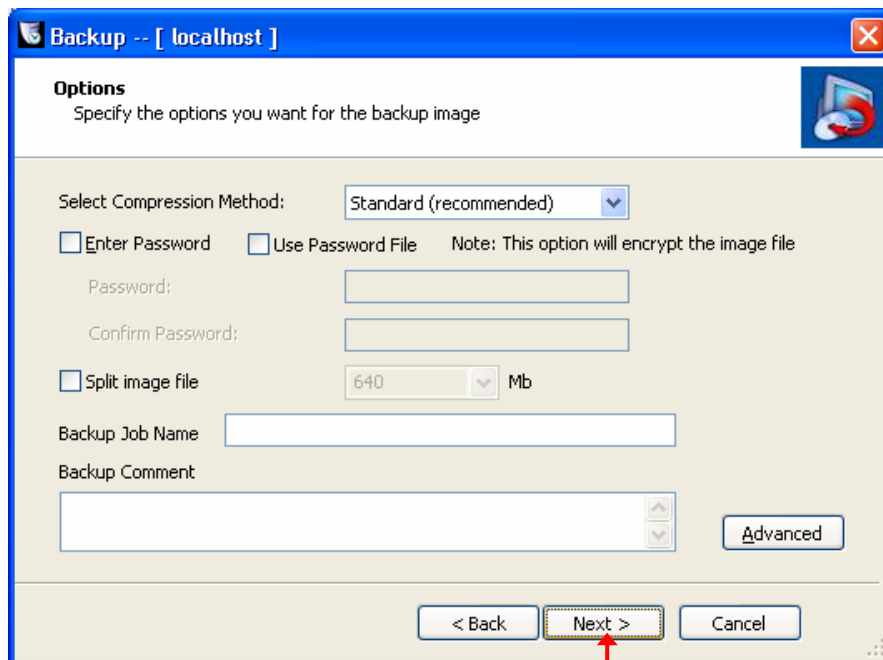 Backup -- [ localhost ]
Options
Specify the options you want for the backup image
Select Compression Method: Standard (recommended)
Enter Password Use Password File Note: This option will encrypt the image file
Password:
Confirm Password:
Split image file 640 Mb
Backup Job Name
Backup Comment
Advanced
< Back Next > Cancel